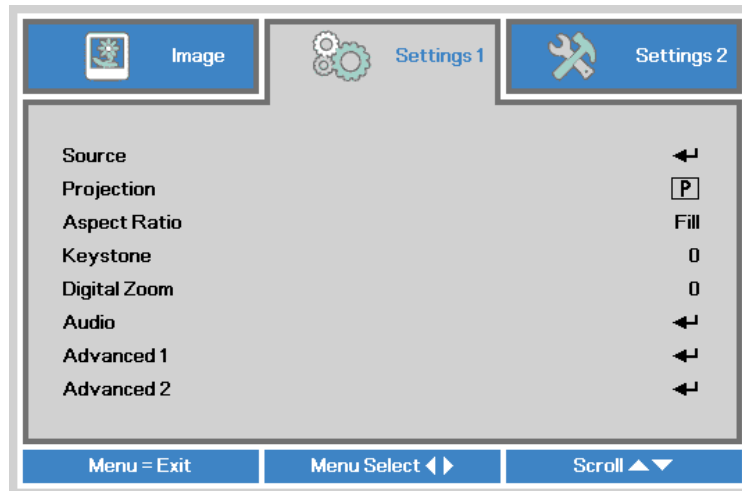 Image Settings 1 Settings 2
Source
Projection P
Aspect Ratio Fill
Keystone 0
Digital Zoom 0
Audio
Advanced 1
Advanced 2
Menu = Exit Menu Select Scroll